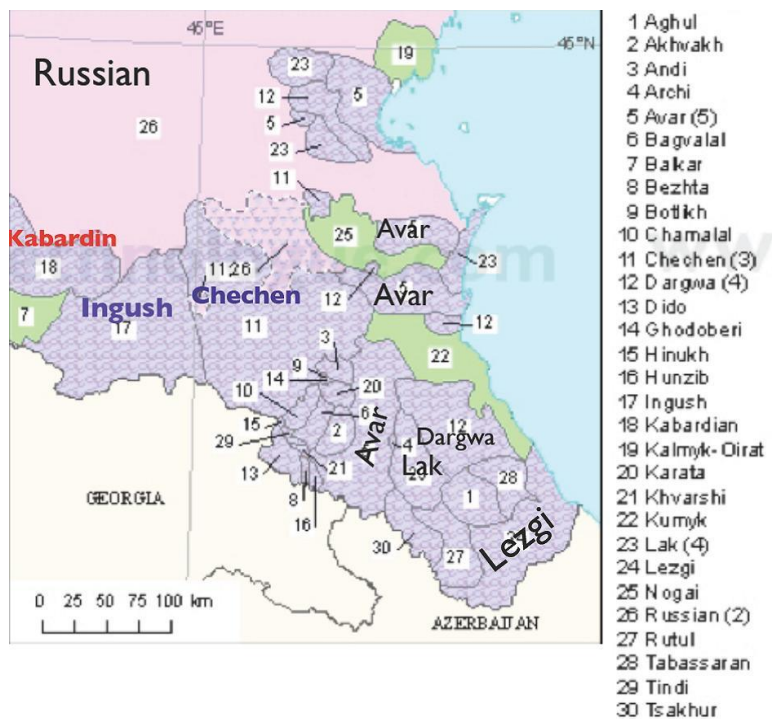 45°E
45°N
19
Russian
23
5
12
26
5
23
11
Kabardin
25
Avar
5
23
18
11,26
Chechen
12
Avar
5
Ingush
7
17
11
12
3
22
9
14
20
10
6
Avar
12
15
2
4
Dargwa
29
Lak
13
21
28
8
1
GEORGIA
16
30
Lezgi
27
0 25 50 75 100 km
AZERBAIJAN
1 Aghul
2 Akhvakh
3 Andi
4 Archi
5 Avar (5)
6 Bagvalal
7 Balkar
8 Bezhta
9 Botlikh
10 Chamalal
11 Chechen (3)
12 Dargwa (4)
13 Dido
14 Ghodoberi
15 Hinukh
16 Hunzib
17 Ingush
18 Kabardian
19 Kalmyk-Oirat
20 Karata
21 Khvarshi
22 Kumyk
23 Lak (4)
24 Lezgi
25 Nogai
26 Russian (2)
27 Rutul
28 Tabassaran
29 Tindi
30 Tsakhur